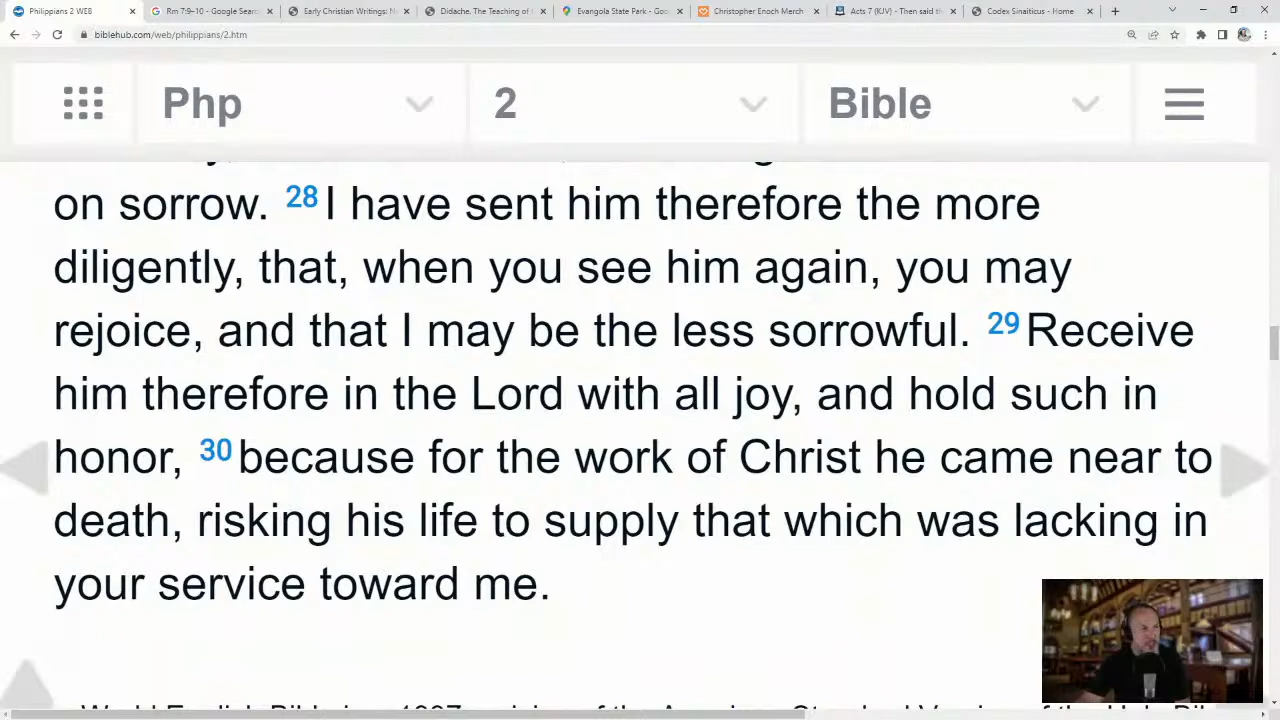 Philippians 2 WEB
Rm 7:9–10 - Google Sear
Early Christian Writings: N
Didache, The Teaching of
Evangola State Park - Goo
Christopher Enoch Merch
Acts 7 (KJV) - Then said th
Codex Sinaiticus - Home
biblehub.com/web/philippians/2.htm
Php
2
Bible
on sorrow. 28 I have sent him therefore the more
diligently, that, when you see him again, you may
rejoice, and that I may be the less sorrowful. 29 Receive
him therefore in the Lord with all joy, and hold such in
honor, 30 because for the work of Christ he came near to
death, risking his life to supply that which was lacking in
your service toward me.